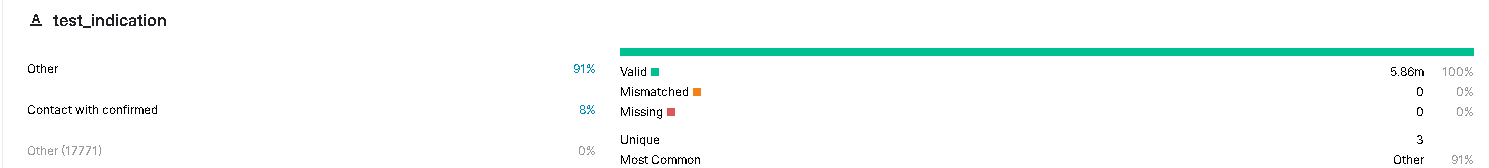 A test_indication
Other 91%
Contact with confirmed 8%
Other (17771) 0%
Valid 5.86m 100%
Mismatched 0 0%
Missing 0 0%
Unique 3
Most Common Other 91%